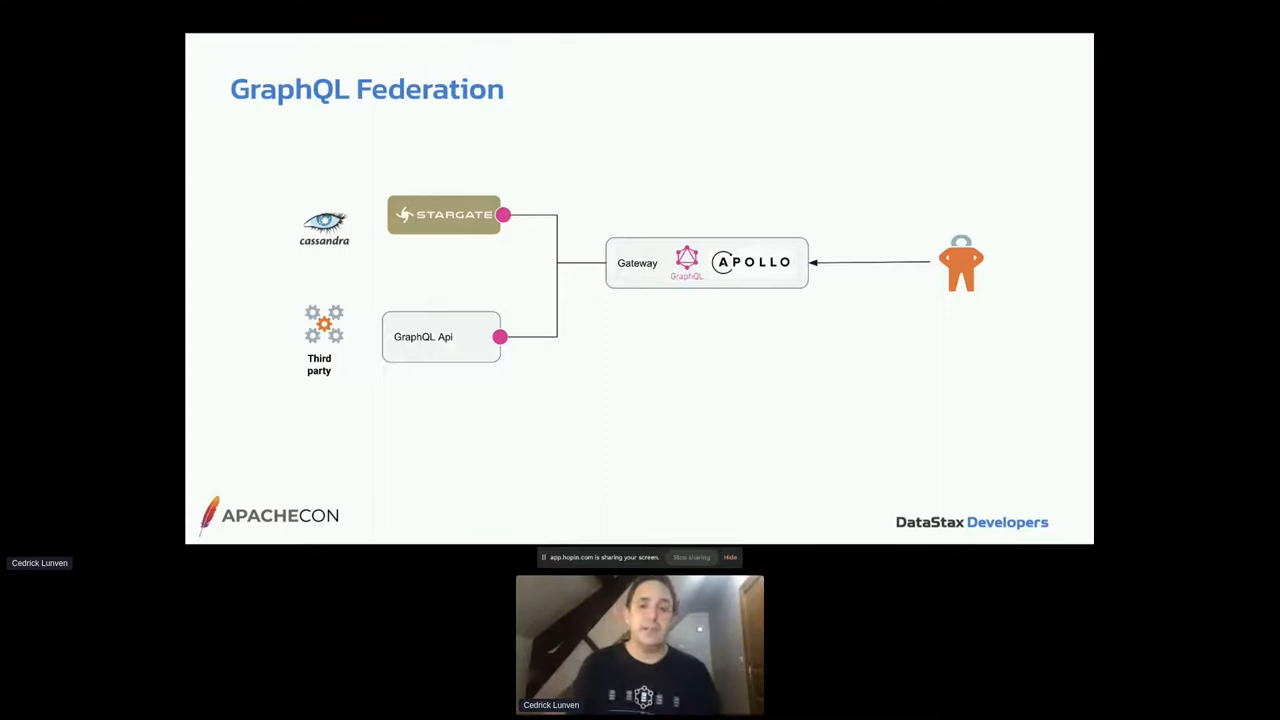 GraphQL Federation
cassandra
STARGATE
Gateway
GraphQL
APOLLO
GraphQL Api
Third
party
APACHECON
DataStax Developers
Cedrick Lunven
app.hopin.com is sharing your screen.
Stop sharing
Hide
Cedrick Lunven